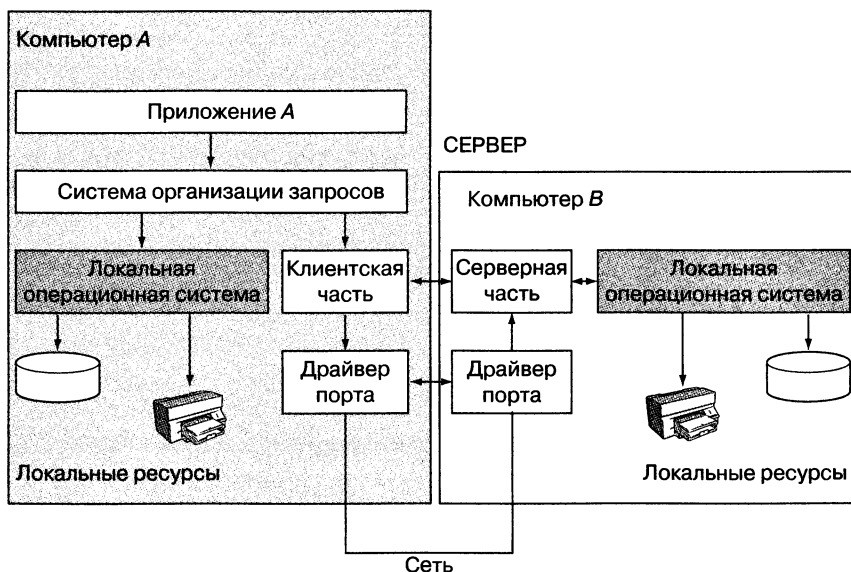 Компьютер A
Приложение A
СЕРВЕР
Система организации запросов
Компьютер B
Локальная
операционная система
Клиентская
часть
Серверная
часть
Локальная
операционная система
Драйвер
порта
Драйвер
порта
Локальные ресурсы
Локальные ресурсы
Сеть